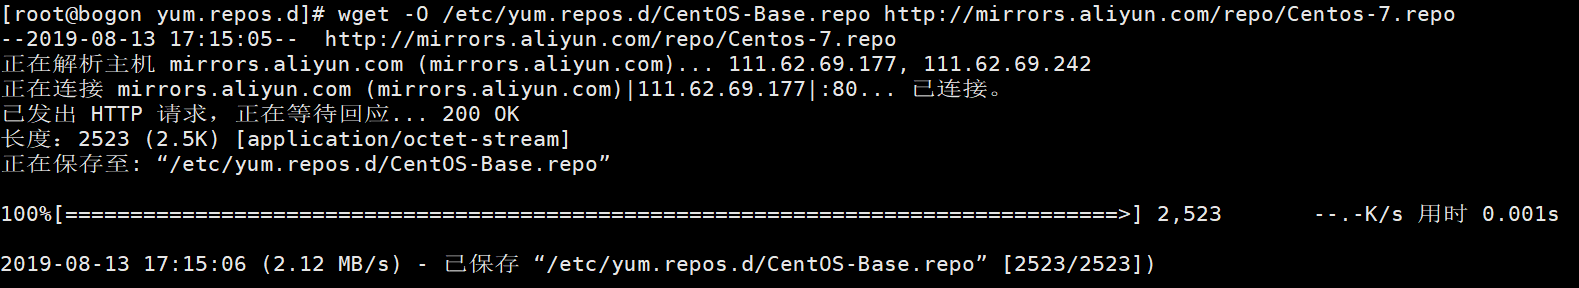 [root@bogon yum.repos.d]# wget -O /etc/yum.repos.d/CentOS-Base.repo http://mirrors.aliyun.com/repo/Centos-7.repo
--2019-08-13 17:15:05--  http://mirrors.aliyun.com/repo/Centos-7.repo
正在解析主机 mirrors.aliyun.com (mirrors.aliyun.com)... 111.62.69.177, 111.62.69.242
正在连接 mirrors.aliyun.com (mirrors.aliyun.com)|111.62.69.177|:80... 已连接。
已发出 HTTP 请求，正在等待回应... 200 OK
长度：2523 (2.5K) [application/octet-stream]
正在保存至: “/etc/yum.repos.d/CentOS-Base.repo”
100%[=================================================================================>] 2,523       --.-K/s 用时 0.001s
2019-08-13 17:15:06 (2.12 MB/s) - 已保存 “/etc/yum.repos.d/CentOS-Base.repo” [2523/2523])